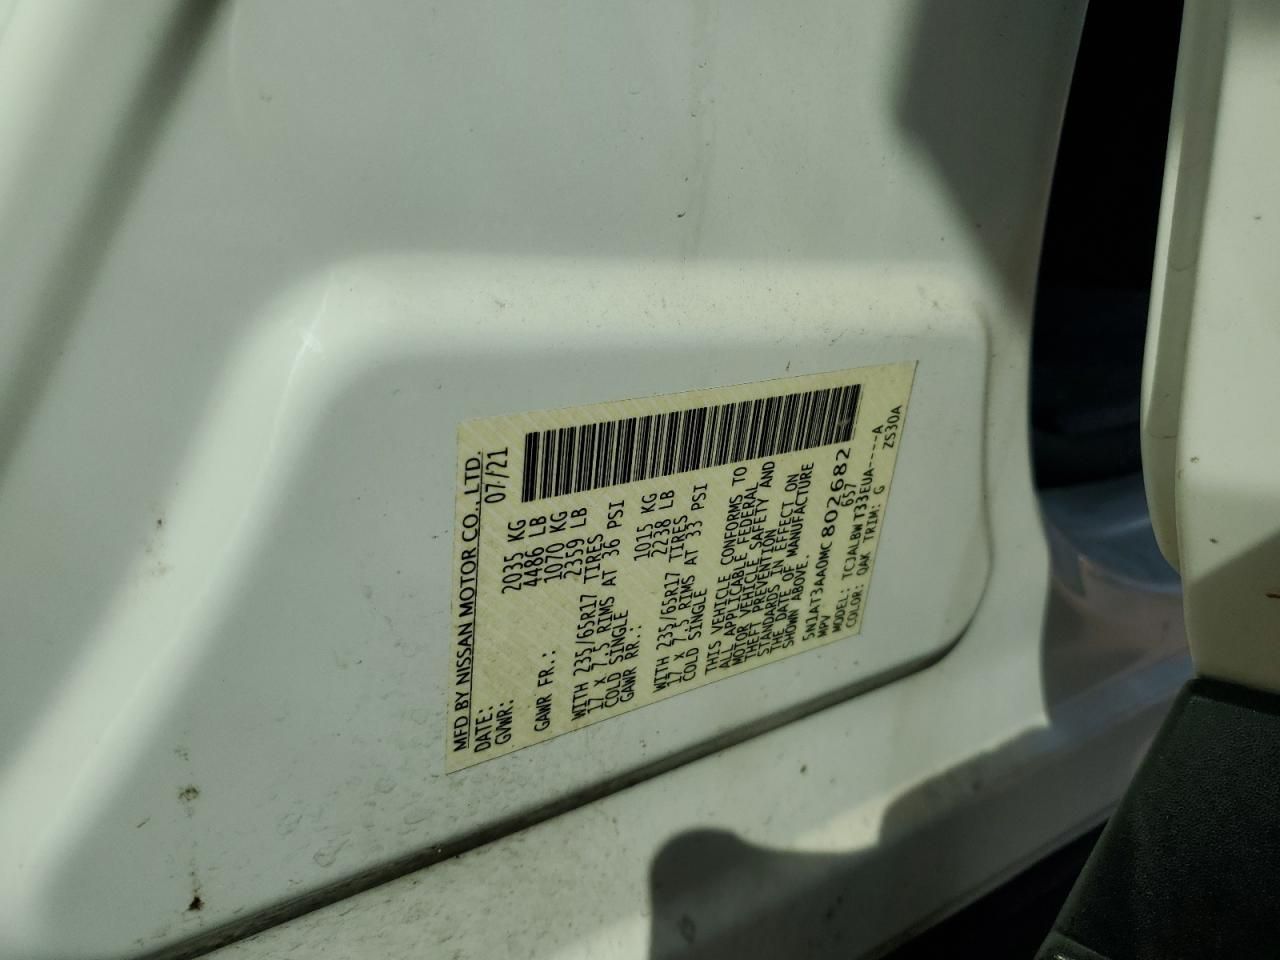 MFD BY NISSAN MOTOR CO., LTD.
DATE: 07/21
GVWR: 2035 KG
4486 LB
GAWR FR.: 1070 KG
2359 LB
WITH 235/65R17 TIRES
17 x 7.5 RIMS AT 36 PSI
COLD SINGLE
GAWR RR.: 1015 KG
2238 LB
WITH 235/65R17 TIRES
17 x 7.5 RIMS AT 33 PSI
COLD SINGLE
THIS VEHICLE CONFORMS TO
ALL APPLICABLE FEDERAL
MOTOR VEHICLE SAFETY AND
THEFT PREVENTION
STANDARDS IN EFFECT ON
THE DATE OF MANUFACTURE
SHOWN ABOVE.
5N1AT3AA0MC802682
MPV 657
MODEL: TCJALBWT33EUA----A
COLOR: QAK TRIM: G ZS30A